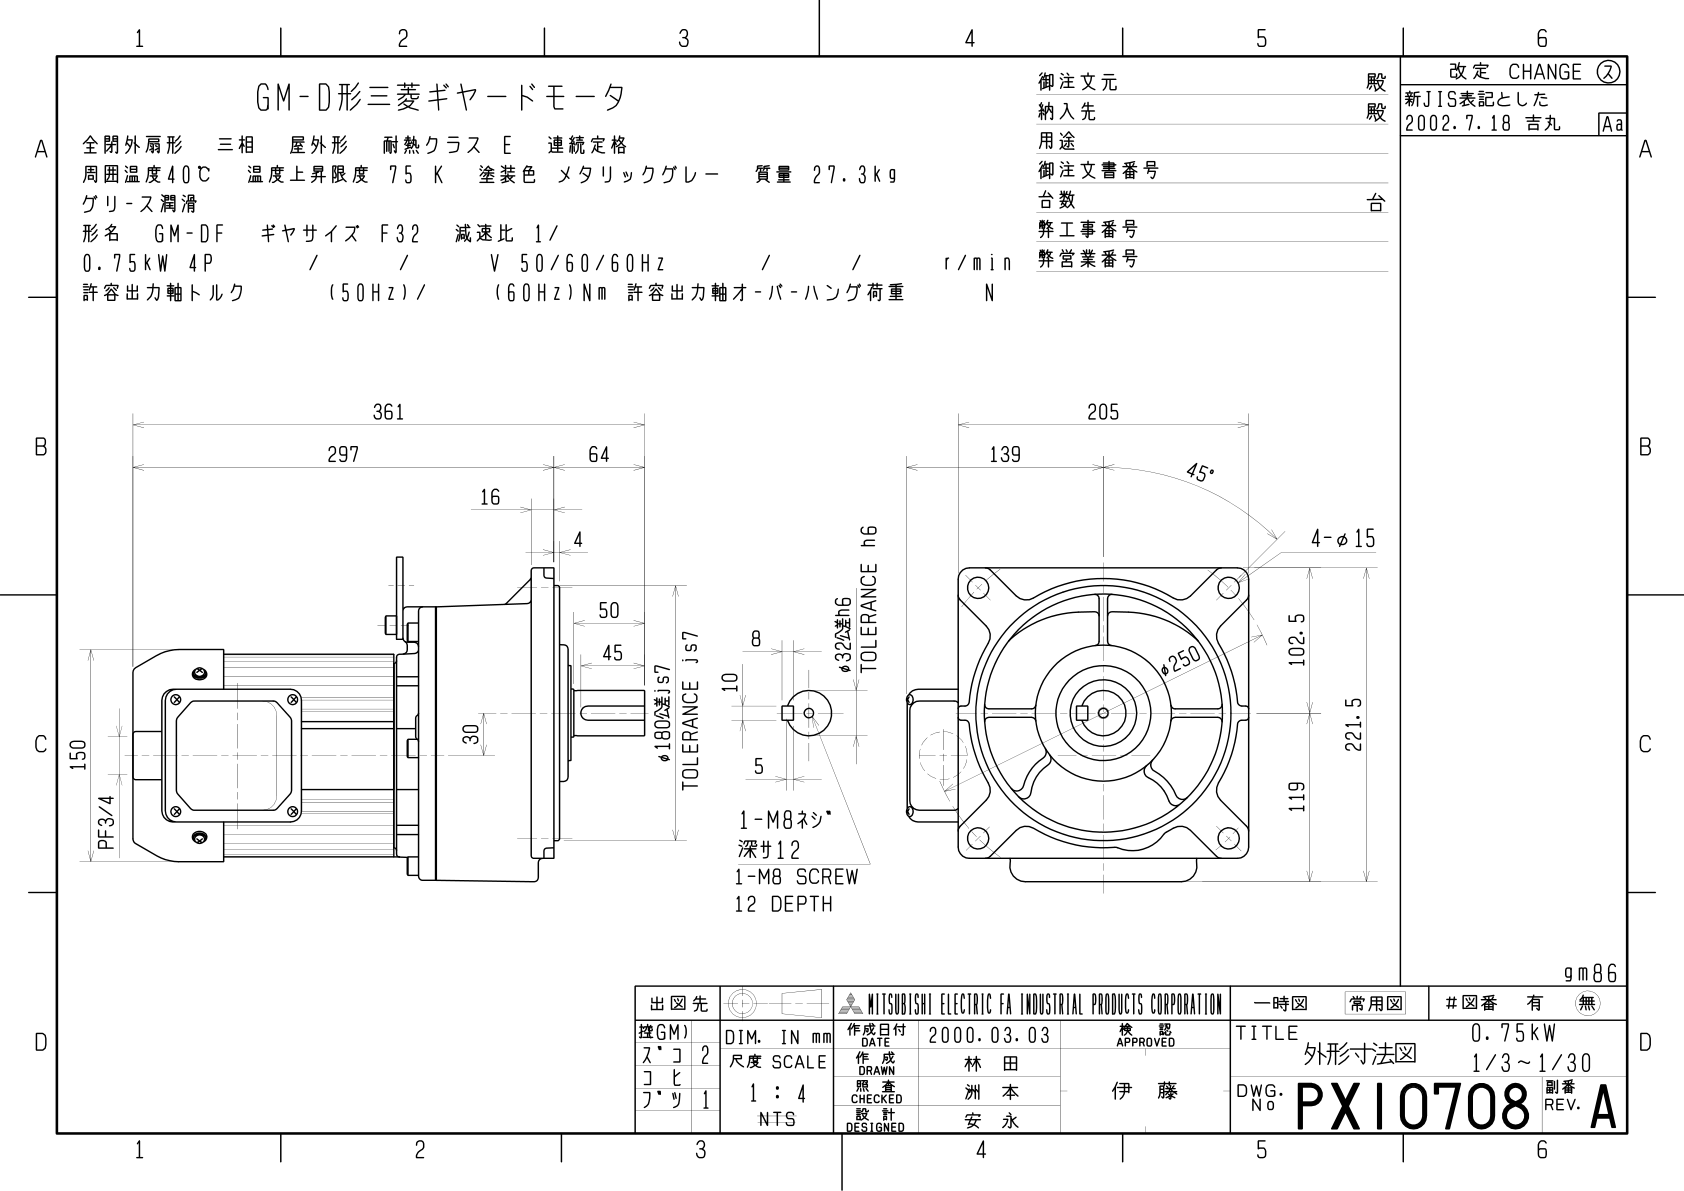 1 2 3 4 5 6
A
B
C
D
A
B
C
D
改定 CHANGE ス
新JIS表記とした
2002.7.18 吉丸 Aa
GM-D形三菱ギヤードモータ
全閉外扇形 三相 屋外形 耐熱クラス E 連続定格
周囲温度40℃ 温度上昇限度 75 K 塗装色 メタリックグレー 質量 27.3kg
グリース潤滑
形名 GM-DF ギヤサイズ F32 減速比 1/
0.75kW 4P / / V 50/60/60Hz / / r/min
許容出力軸トルク (50Hz)/ (60Hz)Nm 許容出力軸オーバーハング荷重 N
御注文元 殿
納入先 殿
用途
御注文書番号
台数 台
弊工事番号
弊営業番号
361
297
64
16
4
50
45
30
150
PF3/4
φ180公差js7
TOLERANCE js7
8
10
5
φ32公差h6
TOLERANCE h6
1-M8ネジ
深サ12
1-M8 SCREW
12 DEPTH
205
139
45°
4-φ15
φ250
102.5
221.5
119
gm86
出図先
控(GM)
ズコ 2
コピ
ブツ 1
DIM. IN mm
尺度 SCALE
1:4
NTS
MITSUBISHI ELECTRIC FA INDUSTRIAL PRODUCTS CORPORATION
作成日付 DATE 2000.03.03
作成 DRAWN 林田
照査 CHECKED 洲本
設計 DESIGNED 安永
検認 APPROVED
伊藤
一時図 常用図 #図番 有 無
TITLE 0.75kW
外形寸法図 1/3~1/30
DWG. No PX10708 副番 REV. A
1 2 3 4 5 6